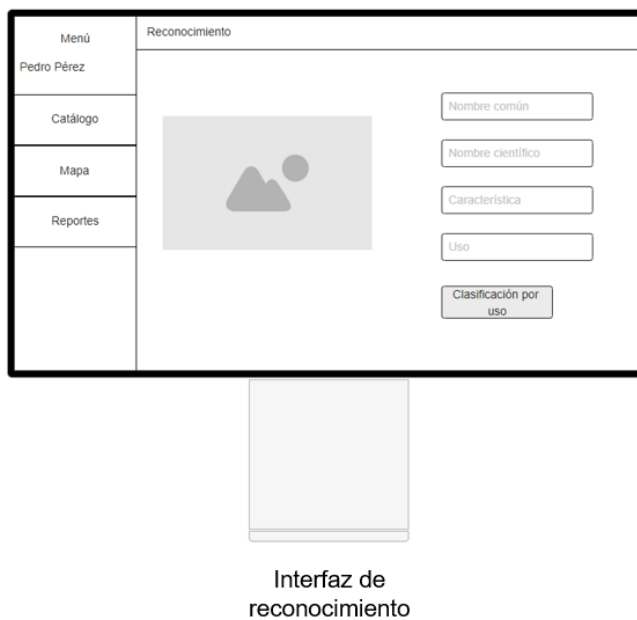 Menú
Reconocimiento
Pedro Pérez
Catálogo
Mapa
Reportes
Nombre común
Nombre científico
Característica
Uso
Clasificación por
uso
Interfaz de
reconocimiento